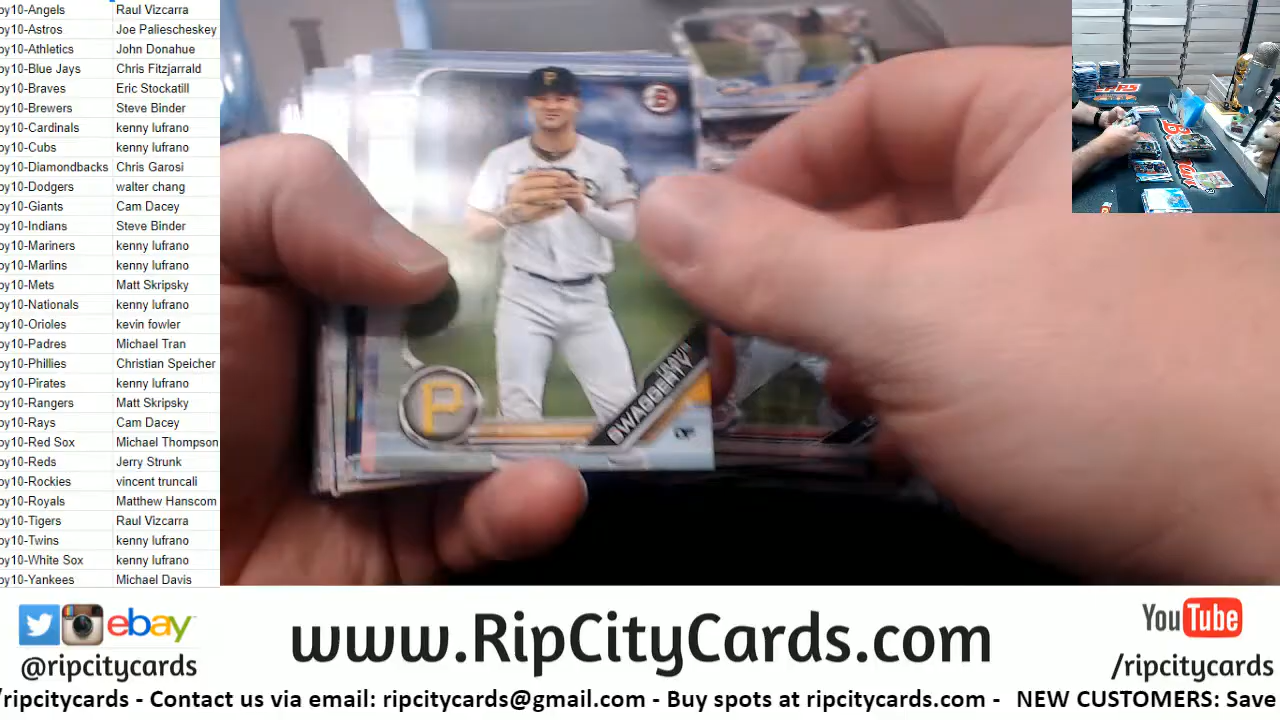 oy10-Angels Raul Vizcarra
oy10-Astros Joe Paliescheskey
oy10-Athletics John Donahue
oy10-Blue Jays Chris Fitzjarrald
oy10-Braves Eric Stockatill
oy10-Brewers Steve Binder
oy10-Cardinals kenny lufrano
oy10-Cubs kenny lufrano
oy10-Diamondbacks Chris Garosi
oy10-Dodgers walter chang
oy10-Giants Cam Dacey
oy10-Indians Steve Binder
oy10-Mariners kenny lufrano
oy10-Marlins kenny lufrano
oy10-Mets Matt Skripsky
oy10-Nationals kenny lufrano
oy10-Orioles kevin fowler
oy10-Padres Michael Tran
oy10-Phillies Christian Speicher
oy10-Pirates kenny lufrano
oy10-Rangers Matt Skripsky
oy10-Rays Cam Dacey
oy10-Red Sox Michael Thompson
oy10-Reds Jerry Strunk
oy10-Rockies vincent truncali
oy10-Royals Matthew Hanscom
oy10-Tigers Raul Vizcarra
oy10-Twins kenny lufrano
oy10-White Sox kenny lufrano
oy10-Yankees Michael Davis
P
B
P
SWAGGERTY
OF
ebay
@ripcitycards
www.RipCityCards.com
YouTube
/ripcitycards
/ripcitycards - Contact us via email: ripcitycards@gmail.com - Buy spots at ripcitycards.com - NEW CUSTOMERS: Save